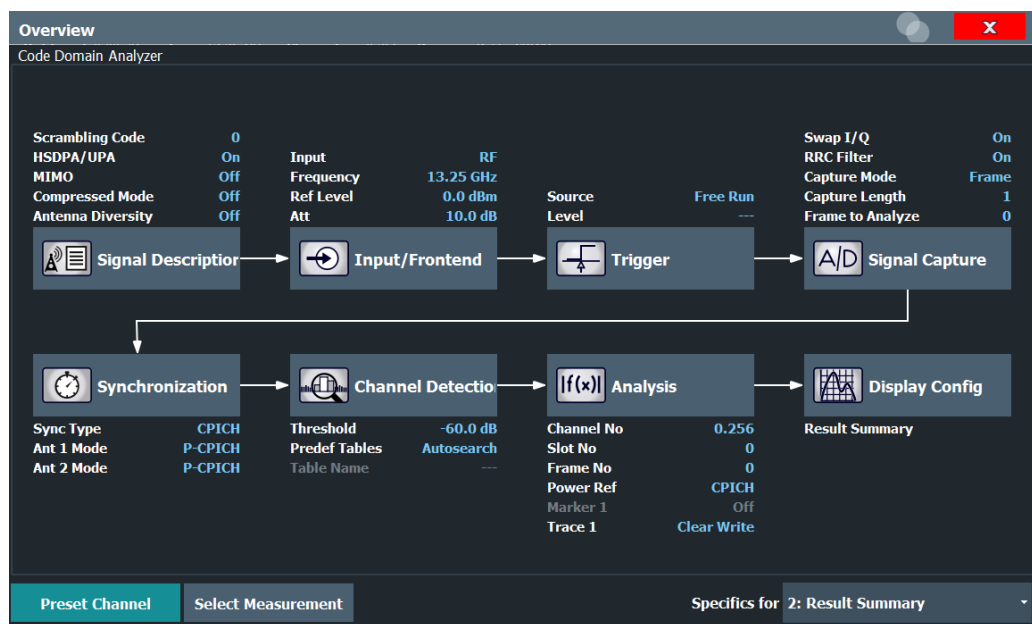 Overview
X
Code Domain Analyzer
Scrambling Code 0
HSDPA/UPA On
MIMO Off
Compressed Mode Off
Antenna Diversity Off
Input RF
Frequency 13.25 GHz
Ref Level 0.0 dBm
Att 10.0 dB
Source Free Run
Level ---
Swap I/Q On
RRC Filter On
Capture Mode Frame
Capture Length 1
Frame to Analyze 0
Signal Description
Input/Frontend
Trigger
A/D Signal Capture
Synchronization
Channel Detectio
|f(x)| Analysis
Display Config
Sync Type CPICH
Ant 1 Mode P-CPICH
Ant 2 Mode P-CPICH
Threshold -60.0 dB
Predef Tables Autosearch
Table Name ---
Channel No 0.256
Slot No 0
Frame No 0
Power Ref CPICH
Marker 1 Off
Trace 1 Clear Write
Result Summary
Preset Channel
Select Measurement
Specifics for 2: Result Summary